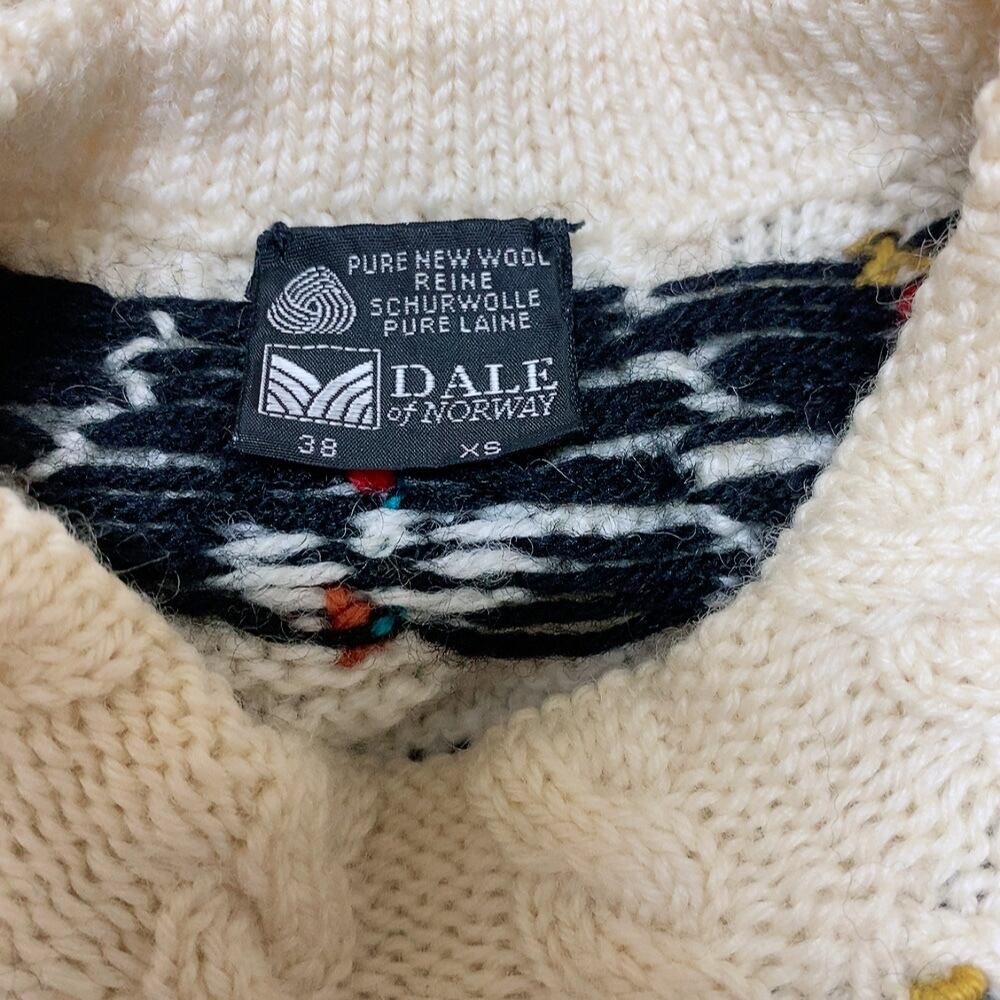 PURE NEW WOOL
REINE
SCHURWOLLE
PURE LAINE
DALE
of NORWAY
38 XS